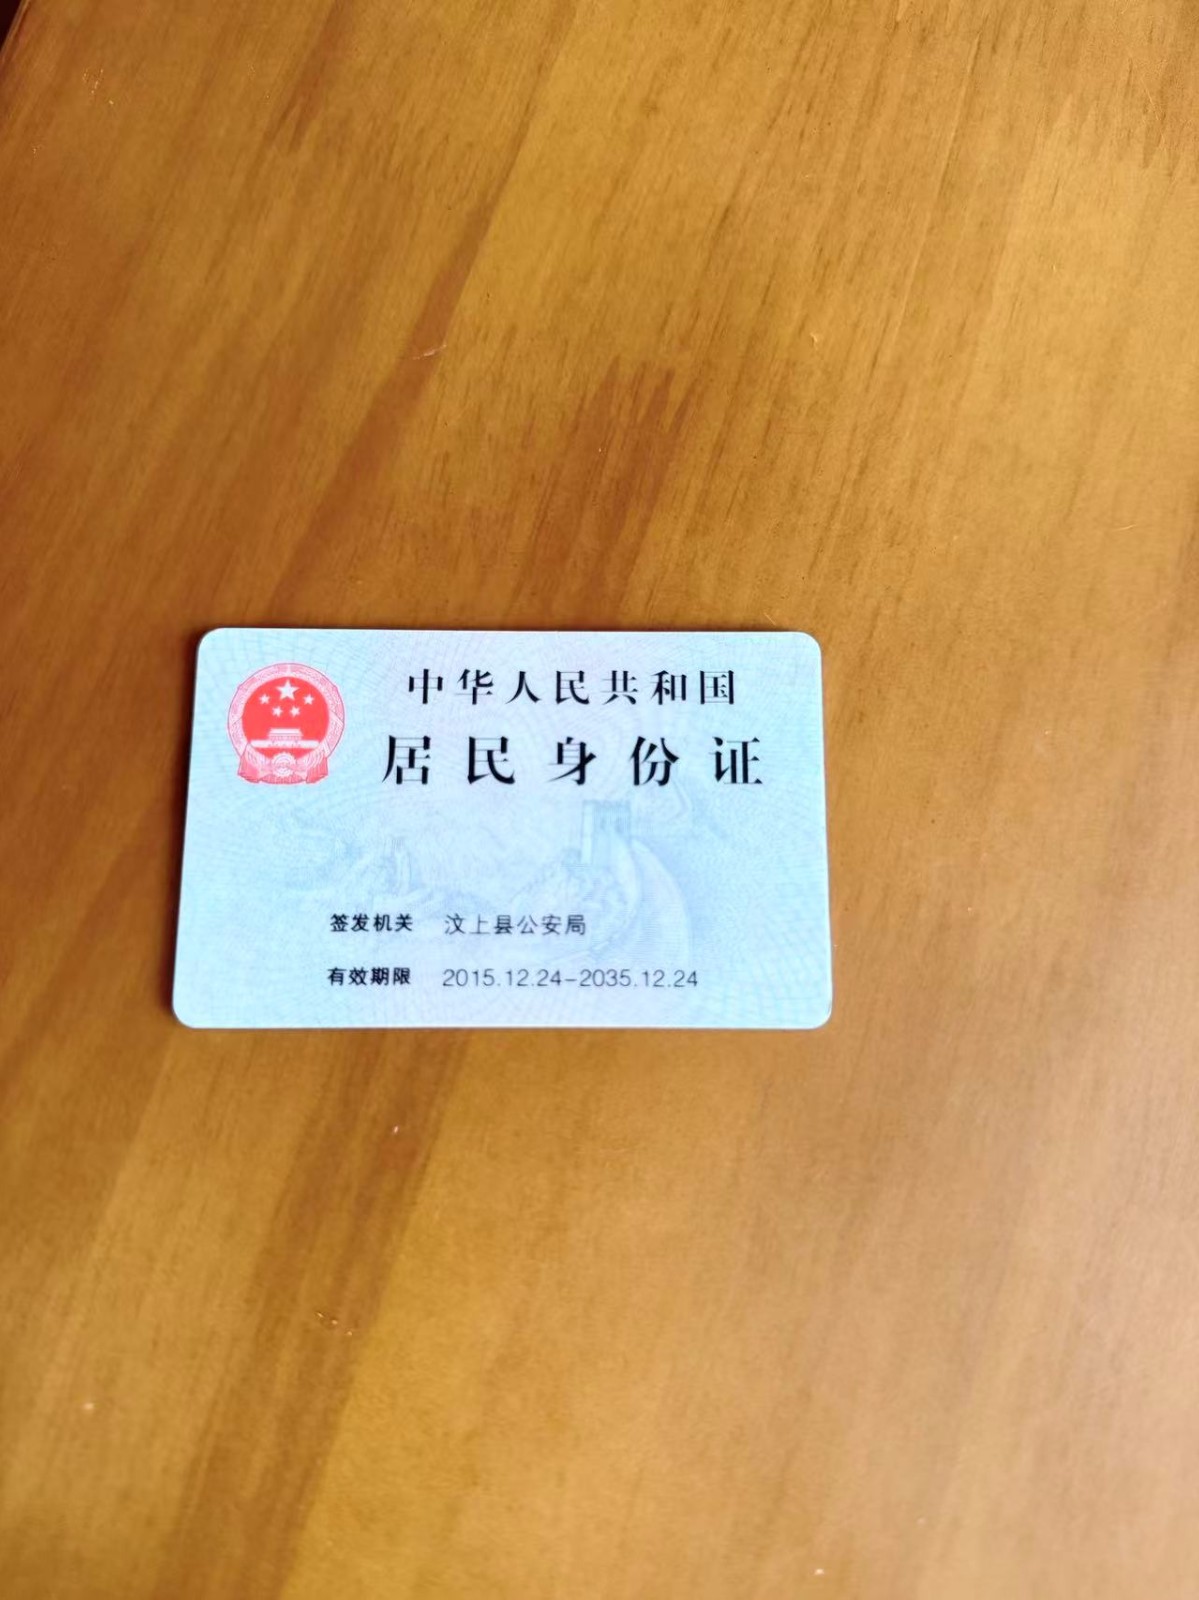 中华人民共和国
居民身份证
签发机关 汶上县公安局
有效期限 2015.12.24-2035.12.24